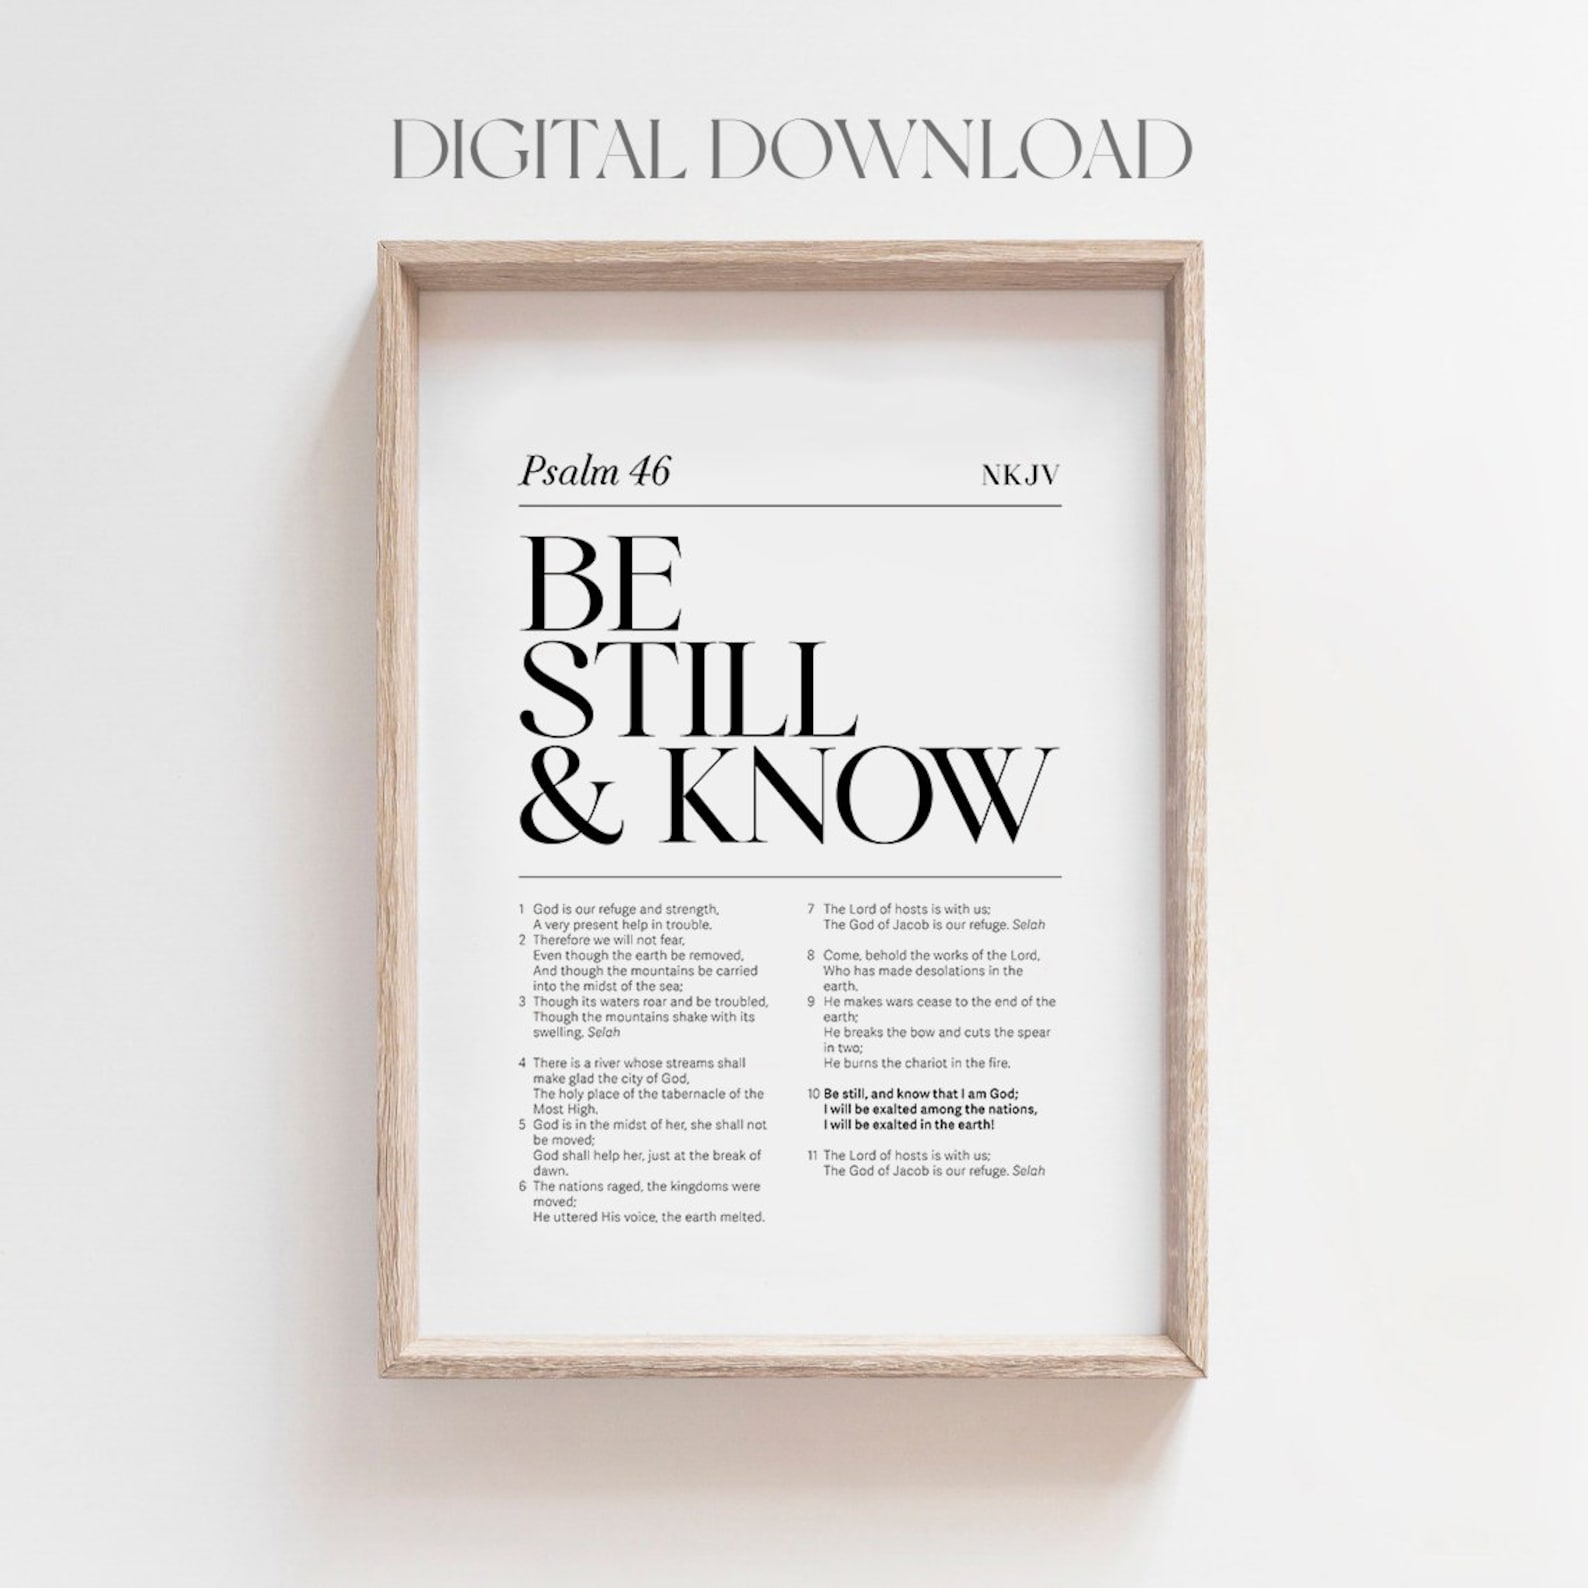 DIGITAL DOWNLOAD
Psalm 46 NKJV
BE
STILL
& KNOW
1 God is our refuge and strength,
A very present help in trouble.
2 Therefore we will not fear,
Even though the earth be removed,
And though the mountains be carried
into the midst of the sea;
3 Though its waters roar and be troubled,
Though the mountains shake with its
swelling. Selah
4 There is a river whose streams shall
make glad the city of God,
The holy place of the tabernacle of the
Most High.
5 God is in the midst of her, she shall not
be moved;
God shall help her, just at the break of
dawn.
6 The nations raged, the kingdoms were
moved;
He uttered His voice, the earth melted.
7 The Lord of hosts is with us;
The God of Jacob is our refuge. Selah
8 Come, behold the works of the Lord,
Who has made desolations in the
earth.
9 He makes wars cease to the end of the
earth;
He breaks the bow and cuts the spear
in two;
He burns the chariot in the fire.
10 Be still, and know that I am God;
I will be exalted among the nations,
I will be exalted in the earth!
11 The Lord of hosts is with us;
The God of Jacob is our refuge. Selah